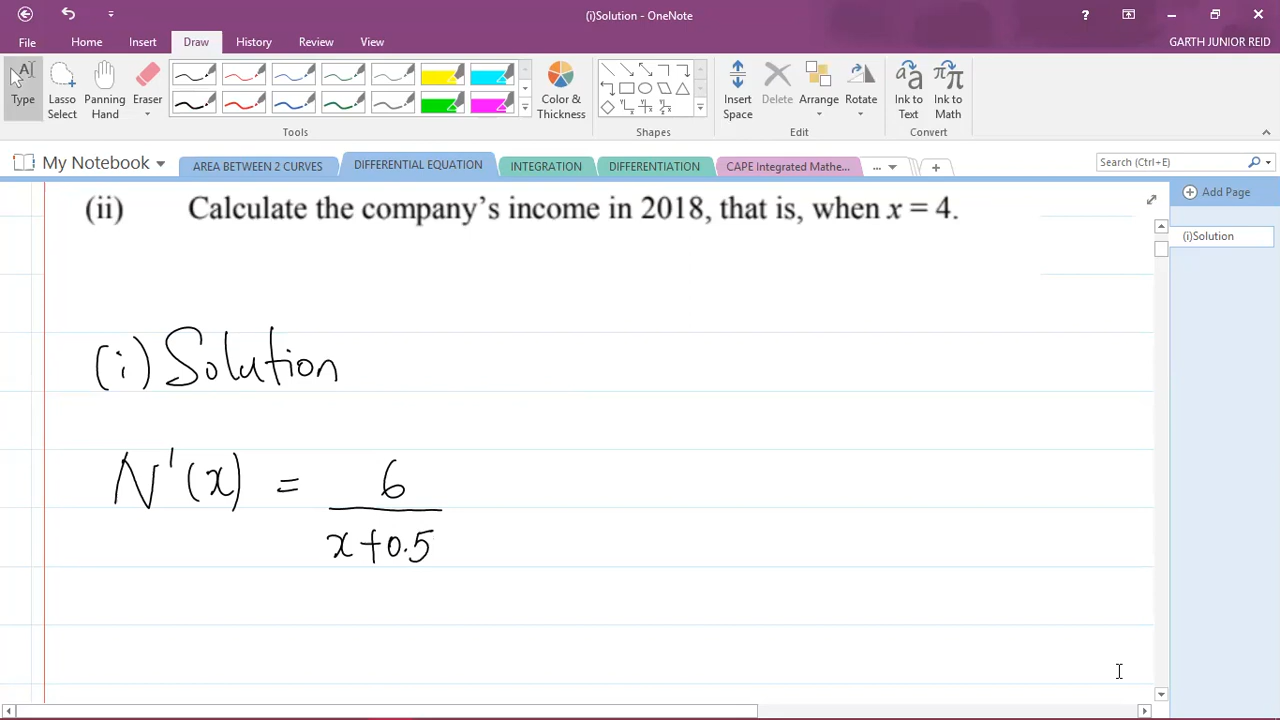 (i)Solution - OneNote
?
File Home Insert Draw History Review View
GARTH JUNIOR REID
Type
Lasso Select
Panning Hand
Eraser
Color & Thickness
Insert Space
Delete
Arrange
Rotate
Ink to Text
Ink to Math
Tools
Shapes
Edit
Convert
My Notebook
AREA BETWEEN 2 CURVES
DIFFERENTIAL EQUATION
INTEGRATION
DIFFERENTIATION
CAPE Integrated Mathe...
...
Search (Ctrl+E)
Add Page
(i)Solution
(ii) Calculate the company's income in 2018, that is, when x = 4.
(i) Solution
N'(x) = 6
x+0.5